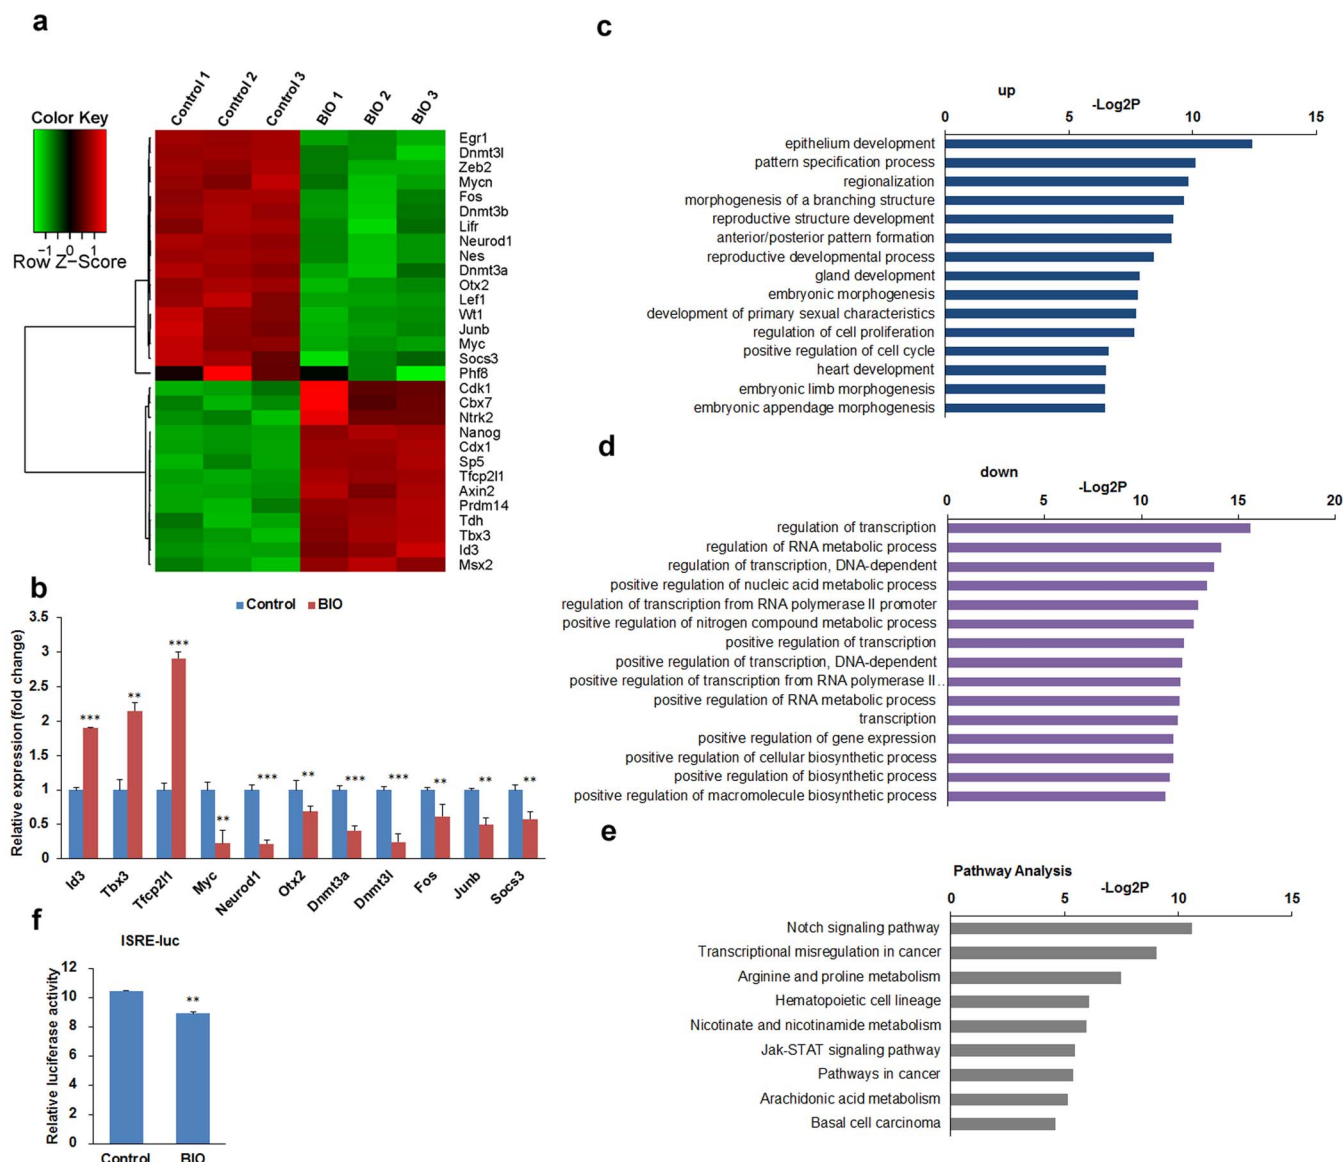 a
Control 1
Control 2
Control 3
BIO 1
BIO 2
BIO 3
Color Key
−1 0 1
Row Z−Score
Egr1
Dnmt3l
Zeb2
Mycn
Fos
Dnmt3b
Lifr
Neurod1
Nes
Dnmt3a
Otx2
Lef1
Wt1
Junb
Myc
Socs3
Phf8
Cdk1
Cbx7
Ntrk2
Nanog
Cdx1
Sp5
Tfcp2l1
Axin2
Prdm14
Tdh
Tbx3
Id3
Msx2
b
Control BIO
Relative expression (fold change)
3.5
3
2.5
2
1.5
1
0.5
0
*** ** *** ** *** ** *** *** ** ** **
Id3
Tbx3
Tfcp2l1
Myc
Neurod1
Otx2
Dnmt3a
Dnmt3l
Fos
Junb
Socs3
f
ISRE-luc
Relative luciferase activity
12
10
8
6
4
2
0
**
Control BIO
c
up
-Log2P
0 5 10 15
epithelium development
pattern specification process
regionalization
morphogenesis of a branching structure
reproductive structure development
anterior/posterior pattern formation
reproductive developmental process
gland development
embryonic morphogenesis
development of primary sexual characteristics
regulation of cell proliferation
positive regulation of cell cycle
heart development
embryonic limb morphogenesis
embryonic appendage morphogenesis
d
down
-Log2P
0 5 10 15 20
regulation of transcription
regulation of RNA metabolic process
regulation of transcription, DNA-dependent
positive regulation of nucleic acid metabolic process
regulation of transcription from RNA polymerase II promoter
positive regulation of nitrogen compound metabolic process
positive regulation of transcription
positive regulation of transcription, DNA-dependent
positive regulation of transcription from RNA polymerase II…
positive regulation of RNA metabolic process
transcription
positive regulation of gene expression
positive regulation of cellular biosynthetic process
positive regulation of biosynthetic process
positive regulation of macromolecule biosynthetic process
e
Pathway Analysis
-Log2P
0 5 10 15
Notch signaling pathway
Transcriptional misregulation in cancer
Arginine and proline metabolism
Hematopoietic cell lineage
Nicotinate and nicotinamide metabolism
Jak-STAT signaling pathway
Pathways in cancer
Arachidonic acid metabolism
Basal cell carcinoma